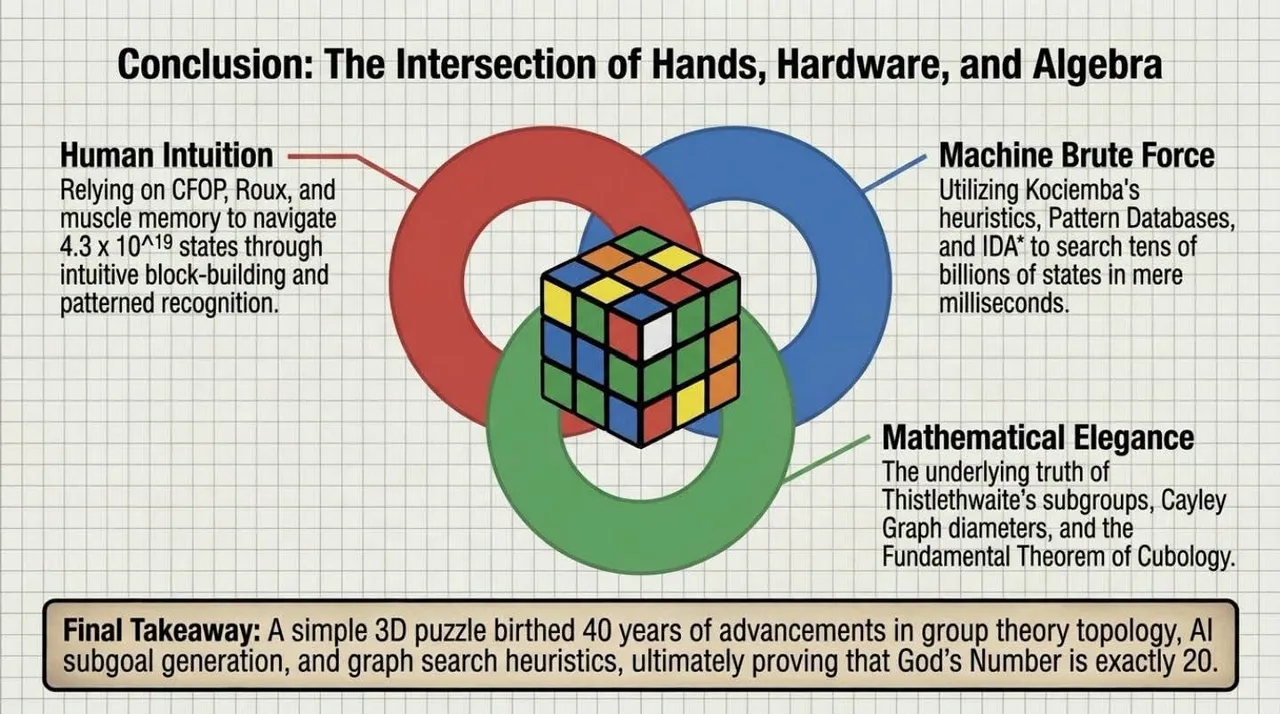 Conclusion: The Intersection of Hands, Hardware, and Algebra
Human Intuition
Relying on CFOP, Roux, and
muscle memory to navigate
4.3 x 10^¹⁹ states through
intuitive block-building and
patterned recognition.
Machine Brute Force
Utilizing Kociemba's
heuristics, Pattern Databases,
and IDA* to search tens of
billions of states in mere
milliseconds.
Mathematical Elegance
The underlying truth of
Thistlethwaite's subgroups, Cayley
Graph diameters, and the
Fundamental Theorem of Cubology.
Final Takeaway: A simple 3D puzzle birthed 40 years of advancements in group theory topology, AI
subgoal generation, and graph search heuristics, ultimately proving that God's Number is exactly 20.